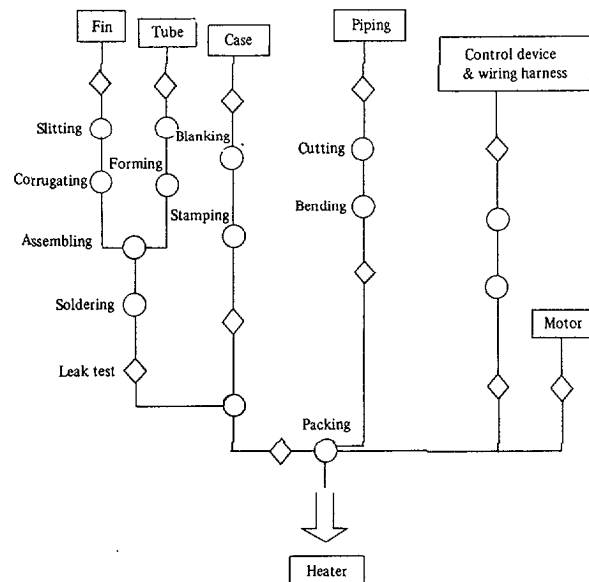 Fin
Tube
Case
Piping
Control device
& wiring harness
Slitting
Blanking
Cutting
Forming
Corrugating
Stamping
Bending
Assembling
Soldering
Motor
Leak test
Packing
Heater